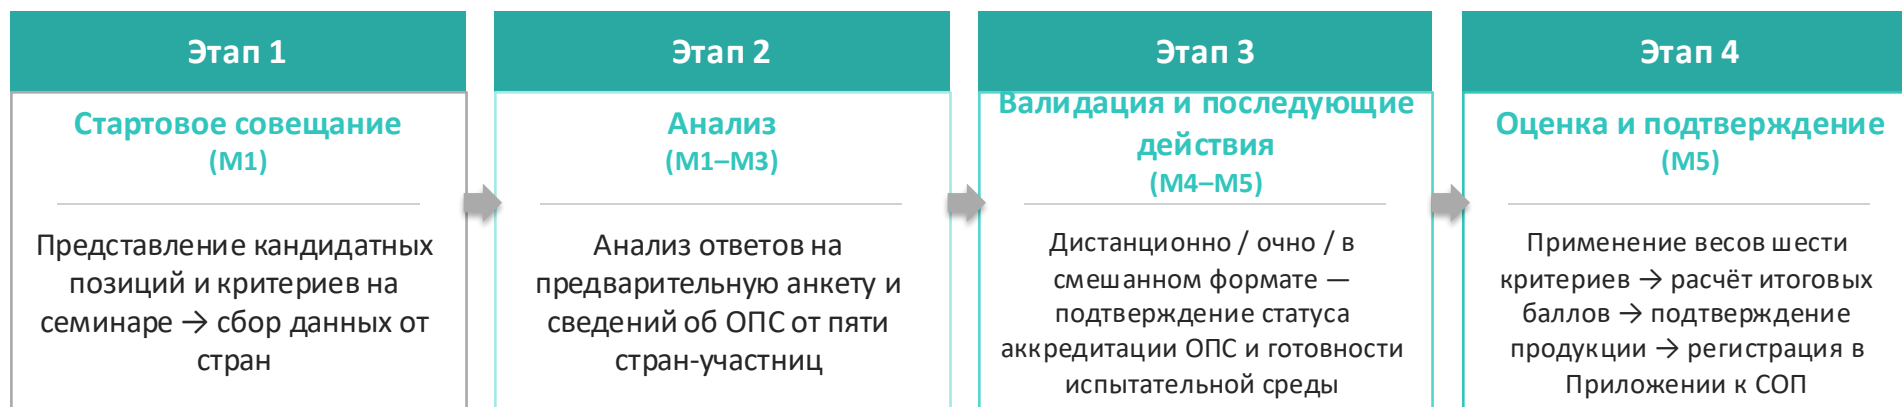 Этап 1
Стартовое совещание
(M1)
Представление кандидатных
позиций и критериев на
семинаре → сбор данных от
стран
Этап 2
Анализ
(M1–M3)
Анализ ответов на
предварительную анкету и
сведений об ОПС от пяти
стран-участниц
Этап 3
Валидация и последующие
действия
(M4–M5)
Дистанционно / очно / в
смешанном формате —
подтверждение статуса
аккредитации ОПС и готовности
испытательной среды
Этап 4
Оценка и подтверждение
(M5)
Применение весов шести
критериев → расчёт итоговых
баллов → подтверждение
продукции → регистрация в
Приложении к СОП